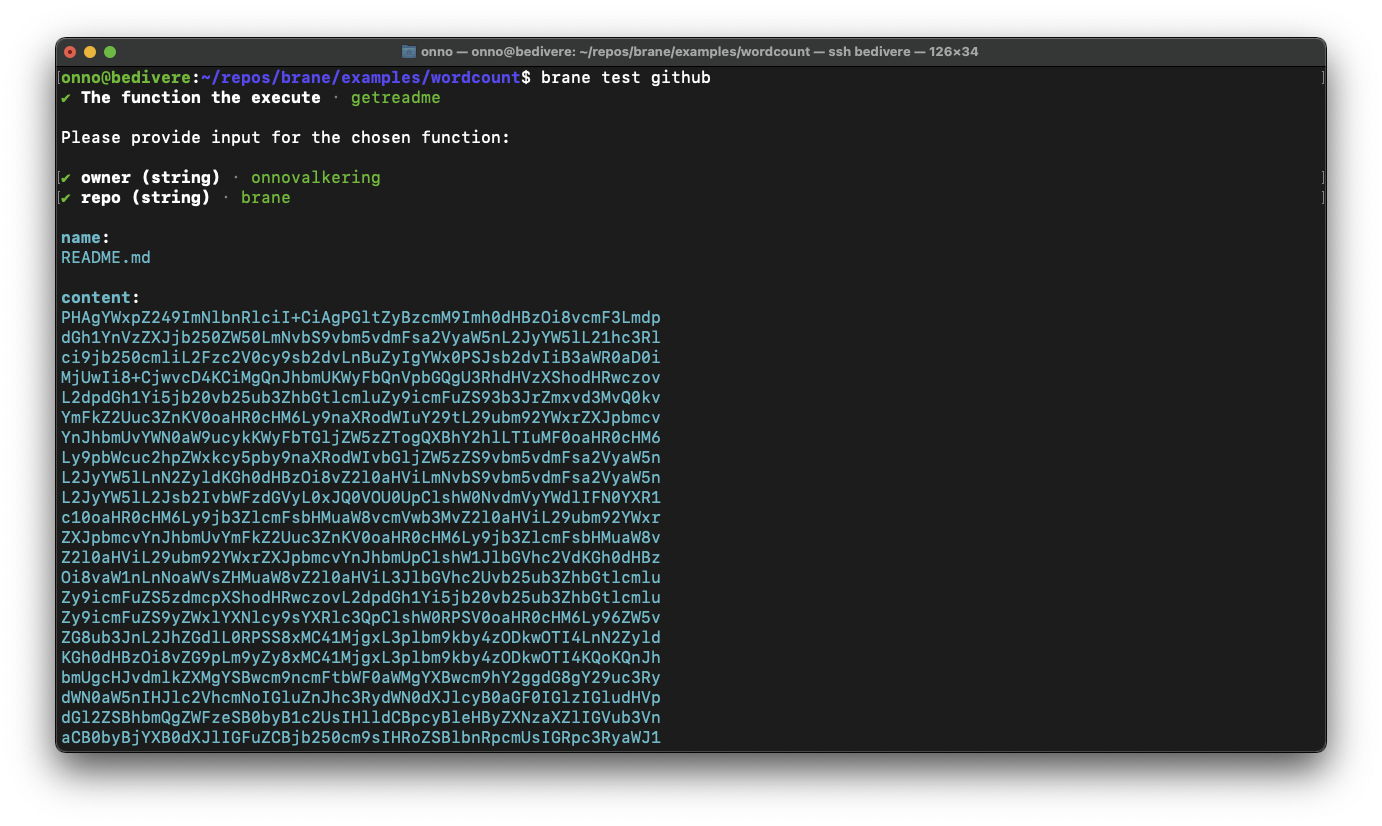 onno — onno@bedivere: ~/repos/brane/examples/wordcount — ssh bedivere — 126×34
[onno@bedivere:~/repos/brane/examples/wordcount$ brane test github ]
✔ The function the execute · getreadme
Please provide input for the chosen function:
[✔ owner (string) · onnovalkering ]
[✔ repo (string) · brane ]
name:
README.md
content:
PHAgYWxpZ249ImNlbnRlciI+CiAgPGltZyBzcmM9Imh0dHBzOi8vcmF3Lmdp
dGh1YnVzZXJjb250ZW50LmNvbS9vbm5vdmFsa2VyaW5nL2JyYW5lL21hc3Rl
ci9jb250cmliL2Fzc2V0cy9sb2dvLnBuZyIgYWx0PSJsb2dvIiB3aWR0aD0i
MjUwIi8+CjwvcD4KCiMgQnJhbmUKWyFbQnVpbGQgU3RhdHVzXShodHRwczov
L2dpdGh1Yi5jb20vb25ub3ZhbGtlcmluZy9icmFuZS93b3JrZmxvd3MvQ0kv
YmFkZ2Uuc3ZnKV0oaHR0cHM6Ly9naXRodWIuY29tL29ubm92YWxrZXJpbmcv
YnJhbmUvYWN0aW9ucykKWyFbTGljZW5zZTogQXBhY2hlLTIuMF0oaHR0cHM6
Ly9pbWcuc2hpZWxkcy5pby9naXRodWIvbGljZW5zZS9vbm5vdmFsa2VyaW5n
L2JyYW5lLnN2ZyldKGh0dHBzOi8vZ2l0aHViLmNvbS9vbm5vdmFsa2VyaW5n
L2JyYW5lL2Jsb2IvbWFzdGVyL0xJQ0VOU0UpClshW0NvdmVyYWdlIFN0YXR1
c10oaHR0cHM6Ly9jb3ZlcmFsbHMuaW8vcmVwb3MvZ2l0aHViL29ubm92YWxr
ZXJpbmcvYnJhbmUvYmFkZ2Uuc3ZnKV0oaHR0cHM6Ly9jb3ZlcmFsbHMuaW8v
Z2l0aHViL29ubm92YWxrZXJpbmcvYnJhbmUpClshW1JlbGVhc2VdKGh0dHBz
Oi8vaW1nLnNoaWVsZHMuaW8vZ2l0aHViL3JlbGVhc2Uvb25ub3ZhbGtlcmlu
Zy9icmFuZS5zdmcpXShodHRwczovL2dpdGh1Yi5jb20vb25ub3ZhbGtlcmlu
Zy9icmFuZS9yZWxlYXNlcy9sYXRlc3QpClshW0RPSV0oaHR0cHM6Ly96ZW5v
ZG8ub3JnL2JhZGdlL0RPSS8xMC41MjgxL3plbm9kby4zODkwOTI4LnN2Zyld
KGh0dHBzOi8vZG9pLm9yZy8xMC41MjgxL3plbm9kby4zODkwOTI4KQoKQnJh
bmUgcHJvdmlkZXMgYSBwcm9ncmFtbWF0aWMgYXBwcm9hY2ggdG8gY29uc3Ry
dWN0aW5nIHJlc2VhcmNoIGluZnJhc3RydWN0dXJlcyB0aGF0IGlzIGludHVp
dGl2ZSBhbmQgZWFzeSB0byB1c2UsIHlldCBpcyBleHByZXNzaXZlIGVub3Vn
aCB0byBjYXB0dXJlIGFuZCBjb250cm9sIHRoZSBlbnRpcmUsIGRpc3RyaWJ1